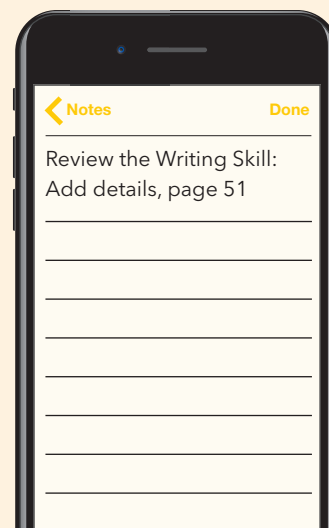 Notes Done
Review the Writing Skill:
Add details, page 51